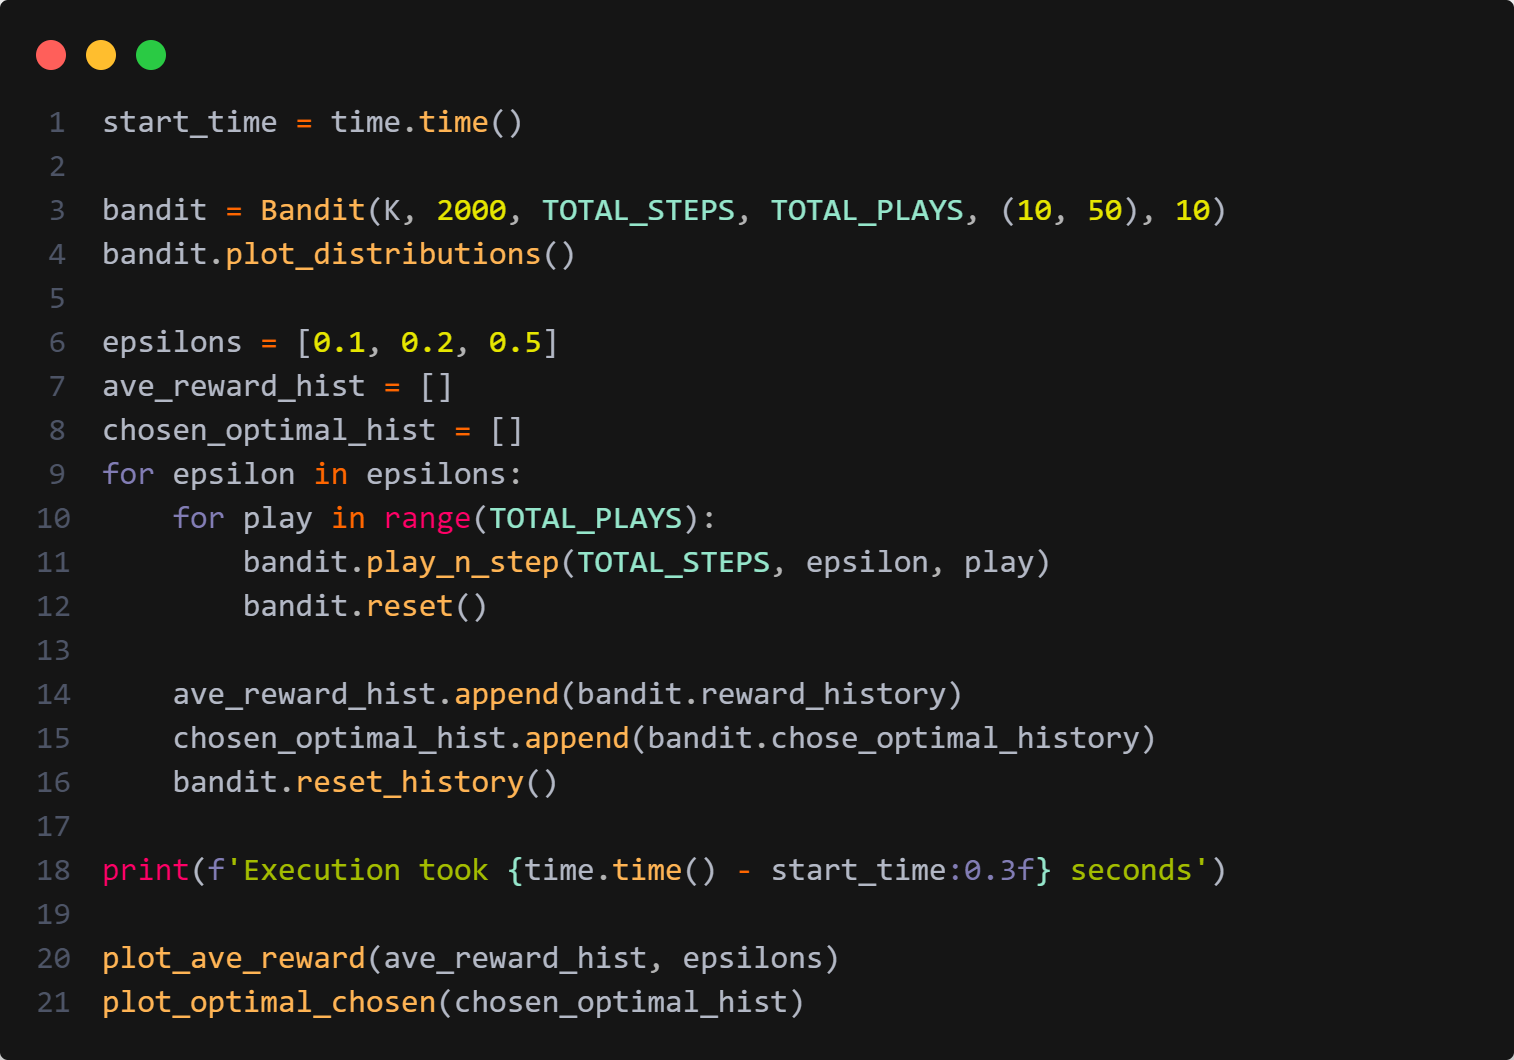 1 start_time = time.time()
2
3 bandit = Bandit(K, 2000, TOTAL_STEPS, TOTAL_PLAYS, (10, 50), 10)
4 bandit.plot_distributions()
5
6 epsilons = [0.1, 0.2, 0.5]
7 ave_reward_hist = []
8 chosen_optimal_hist = []
9 for epsilon in epsilons:
10     for play in range(TOTAL_PLAYS):
11         bandit.play_n_step(TOTAL_STEPS, epsilon, play)
12         bandit.reset()
13
14     ave_reward_hist.append(bandit.reward_history)
15     chosen_optimal_hist.append(bandit.chose_optimal_history)
16     bandit.reset_history()
17
18 print(f'Execution took {time.time() - start_time:0.3f} seconds')
19
20 plot_ave_reward(ave_reward_hist, epsilons)
21 plot_optimal_chosen(chosen_optimal_hist)